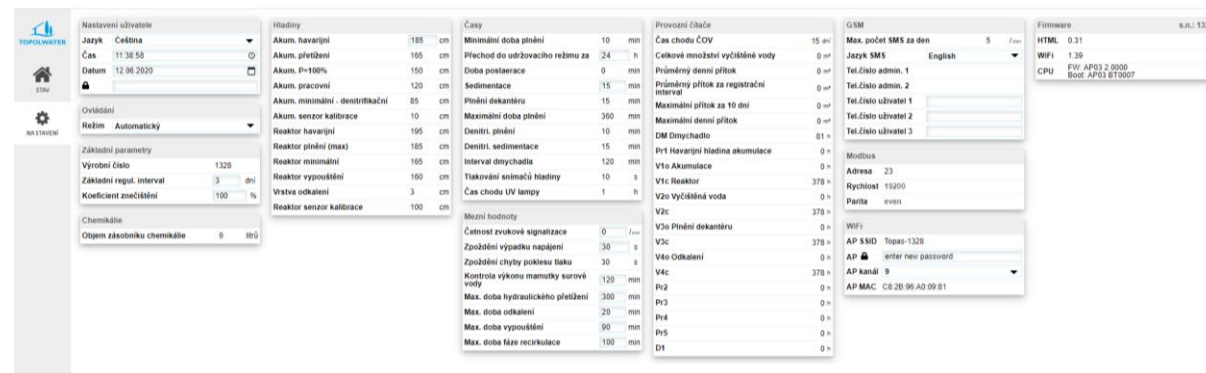 TOPOLWATER
STAV
NASTAVENÍ
Nastavení uživatele
Jazyk Čeština
Čas 11:38:58
Datum 12.06.2020
Ovládání
Režim Automatický
Základní parametry
Výrobní číslo 1328
Základní regul. interval 3 dní
Koeficient znečištění 100 %
Chemikálie
Objem zásobníku chemikálie 0 litrů
Hladiny
Akum. havarijní 185 cm
Akum. přetížení 165 cm
Akum. P=100% 150 cm
Akum. pracovní 120 cm
Akum. minimální - denitrifikační 85 cm
Akum. senzor kalibrace 10 cm
Reaktor havarijní 195 cm
Reaktor plnění (max) 185 cm
Reaktor minimální 165 cm
Reaktor vypouštění 160 cm
Vrstva odkalení 3 cm
Reaktor senzor kalibrace 100 cm
Časy
Minimální doba plnění 10 min
Přechod do udržovacího režimu za 24 h
Doba postaerace 0 min
Sedimentace 15 min
Plnění dekantéru 15 min
Maximální doba plnění 360 min
Denitri. plnění 10 min
Denitri. sedimentace 15 min
Interval dmychadla 120 min
Tlakování snímačů hladiny 10 s
Čas chodu UV lampy 1 h
Mezní hodnoty
Četnost zvukové signalizace 0
Zpoždění výpadku napájení 30 s
Zpoždění chyby poklesu tlaku 30 s
Kontrola výkonu mamutky surové
vody 120 min
Max. doba hydraulického přetížení 300 min
Max. doba odkalení 20 min
Max. doba vypouštění 90 min
Max. doba fáze recirkulace 100 min
Provozní čítače
Čas chodu ČOV 15 dní
Celkové množství vyčištěné vody 0 m³
Průměrný denní přítok 0 m³
Průměrný přítok za registrační
interval 0 m³
Maximální přítok za 10 dní 0 m³
Maximální denní přítok 0 m³
DM Dmychadlo 81 h
Pr1 Havarijní hladina akumulace 0 h
V1o Akumulace 0 h
V1c Reaktor 378 h
V2o Vyčištěná voda 0 h
V2c 378 h
V3o Plnění dekantéru 0 h
V3c 378 h
V4o Odkalení 0 h
V4c 378 h
Pr2 0 h
Pr3 0 h
Pr4 0 h
Pr5 0 h
D1 0 h
GSM
Max. počet SMS za den 5
Jazyk SMS English
Tel.číslo admin. 1
Tel.číslo admin. 2
Tel.číslo uživatel 1
Tel.číslo uživatel 2
Tel.číslo uživatel 3
Modbus
Adresa 23
Rychlost 19200
Parita even
WiFi
AP SSID Topas-1328
AP enter new password
AP kanál 9
AP MAC C8:2B:96:A0:09:81
Firmware s.n.: 13
HTML 0.31
WiFi 1.39
CPU FW: AP03 2.0000
Boot: AP03 BT0007